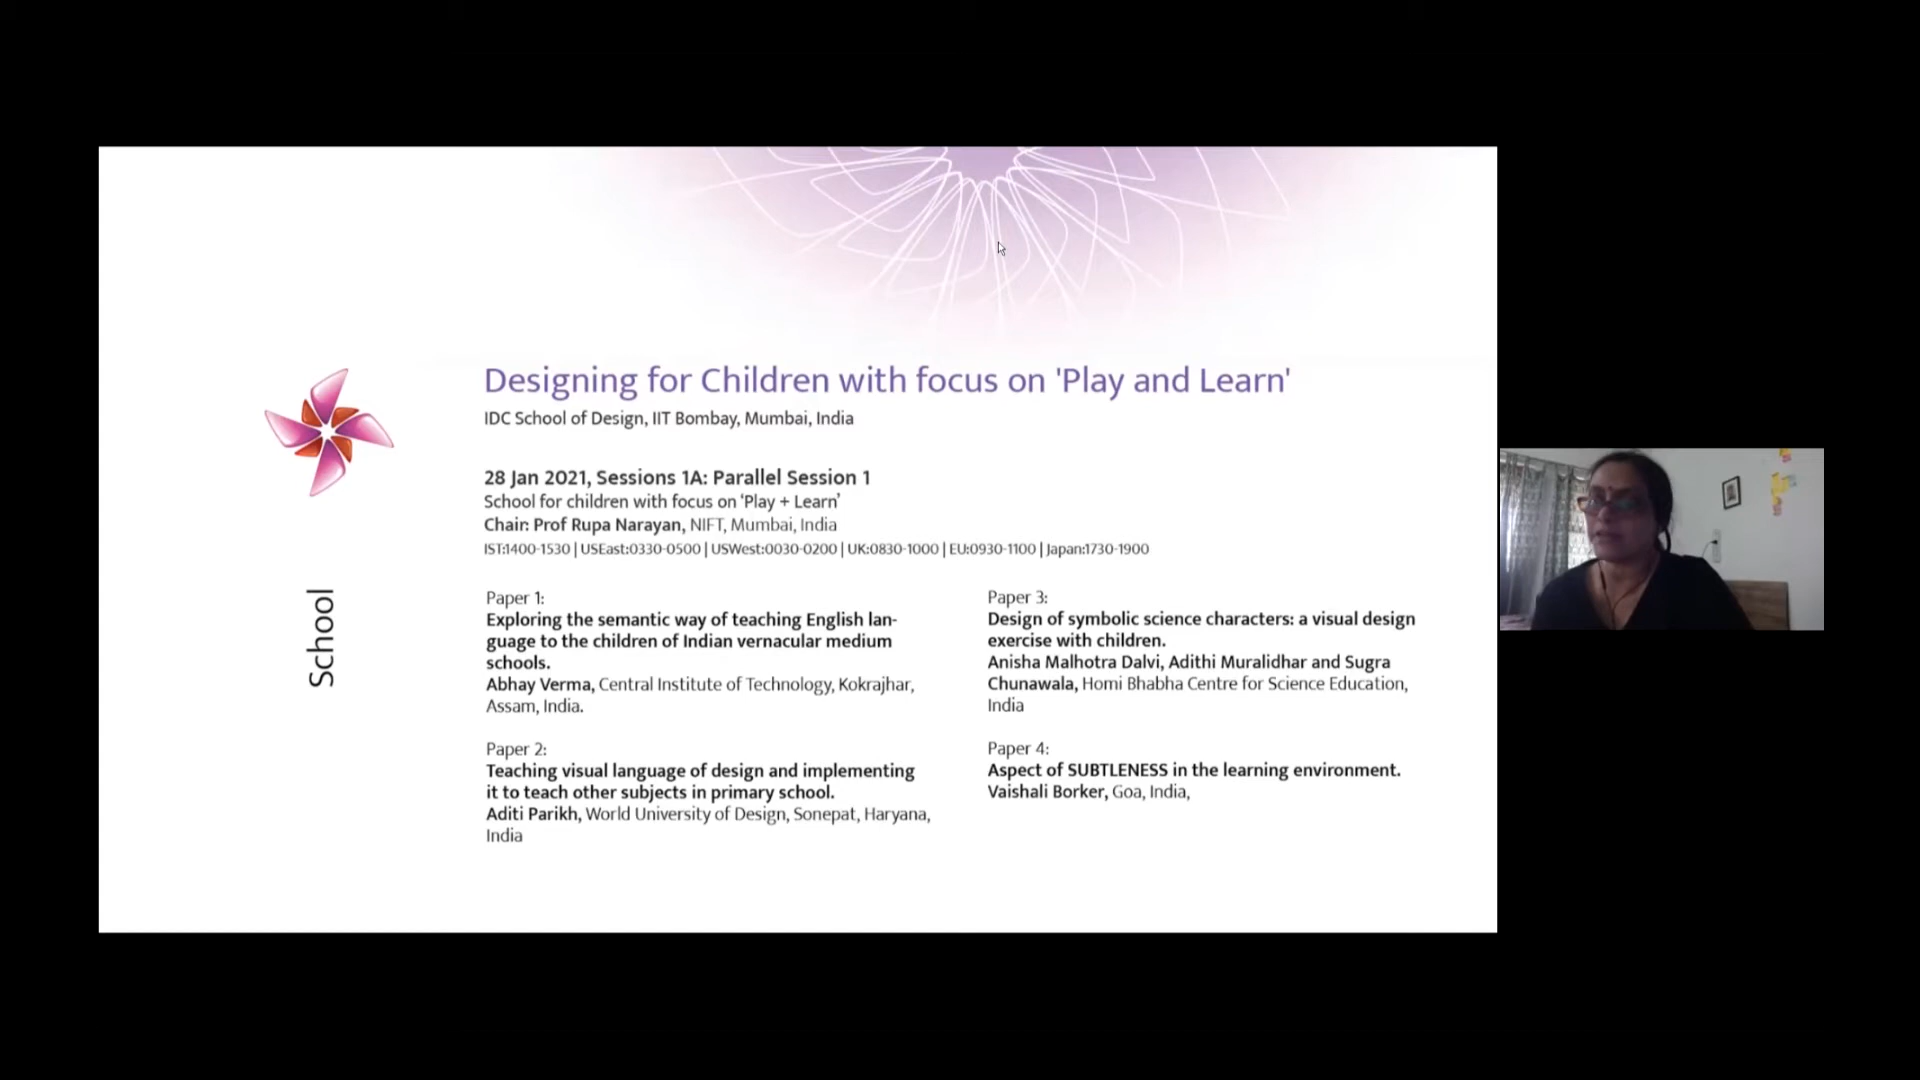 Designing for Children with focus on 'Play and Learn'
IDC School of Design, IIT Bombay, Mumbai, India
28 Jan 2021, Sessions 1A: Parallel Session 1
School for children with focus on ‘Play + Learn’
Chair: Prof Rupa Narayan, NIFT, Mumbai, India
IST:1400-1530 | USEast:0330-0500 | USWest:0030-0200 | UK:0830-1000 | EU:0930-1100 | Japan:1730-1900
School
Paper 1:
Exploring the semantic way of teaching English lan-
guage to the children of Indian vernacular medium
schools.
Abhay Verma, Central Institute of Technology, Kokrajhar,
Assam, India.
Paper 2:
Teaching visual language of design and implementing
it to teach other subjects in primary school.
Aditi Parikh, World University of Design, Sonepat, Haryana,
India
Paper 3:
Design of symbolic science characters: a visual design
exercise with children.
Anisha Malhotra Dalvi, Adithi Muralidhar and Sugra
Chunawala, Homi Bhabha Centre for Science Education,
India
Paper 4:
Aspect of SUBTLENESS in the learning environment.
Vaishali Borker, Goa, India,